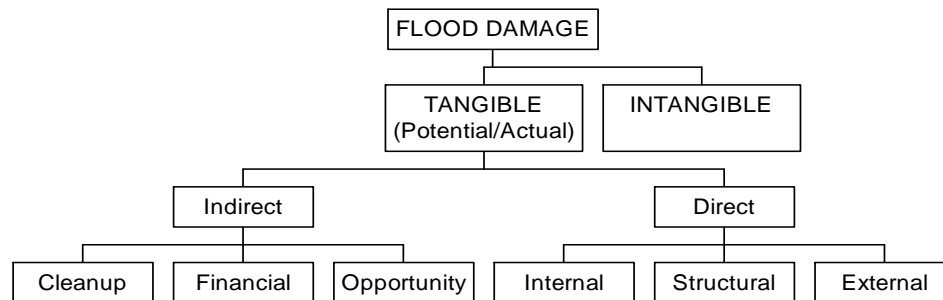 FLOOD DAMAGE
TANGIBLE
(Potential/Actual)
INTANGIBLE
Indirect
Direct
Cleanup
Financial
Opportunity
Internal
Structural
External